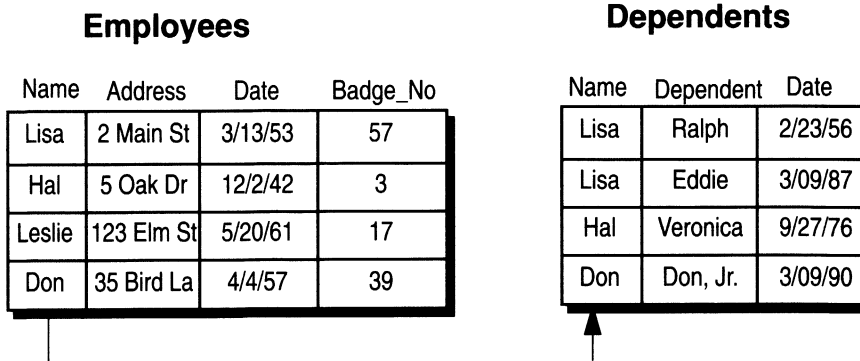 Employees
Name Address Date Badge_No
Lisa 2 Main St 3/13/53 57
Hal 5 Oak Dr 12/2/42 3
Leslie 123 Elm St 5/20/61 17
Don 35 Bird La 4/4/57 39
Dependents
Name Dependent Date
Lisa Ralph 2/23/56
Lisa Eddie 3/09/87
Hal Veronica 9/27/76
Don Don, Jr. 3/09/90